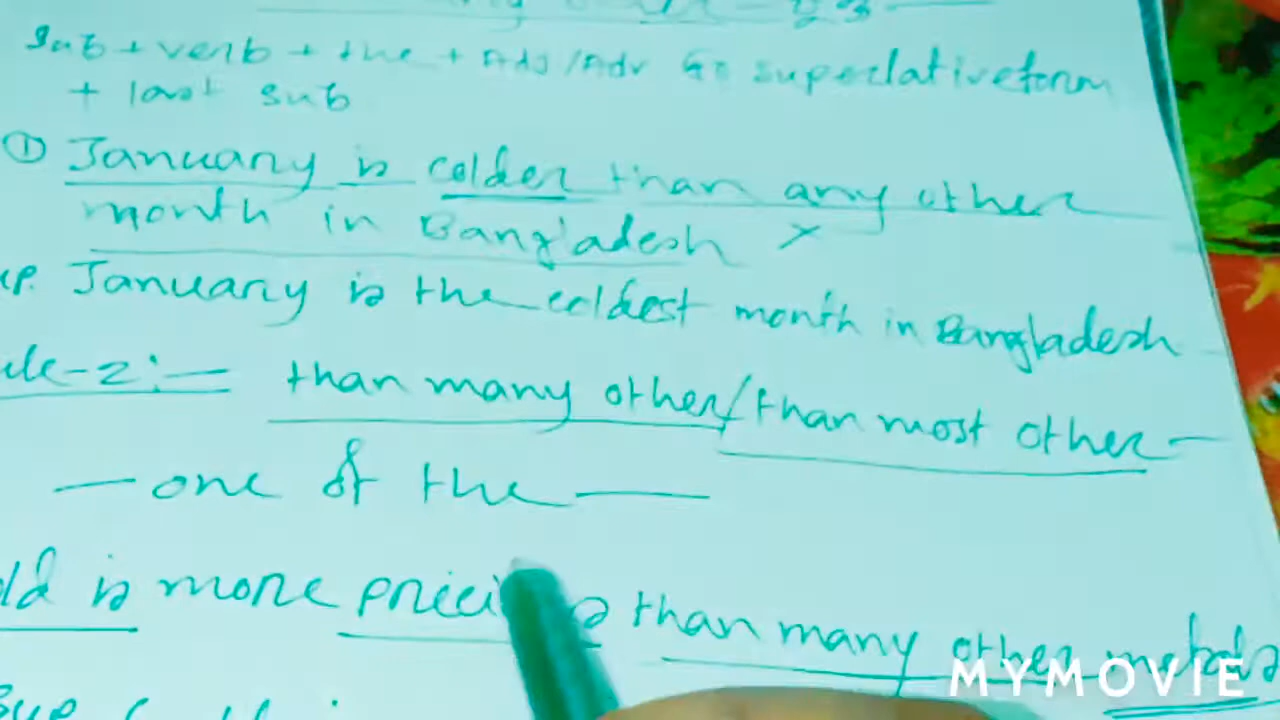 sub + verb + the + Adj/Adv superlative form
+ last sub
① January is colder than any other
month in Bangladesh ×
January is the coldest month in Bangladesh
-2:— than many other/than most other —
— one of the ———
is more than many other metals
MYMOVIE